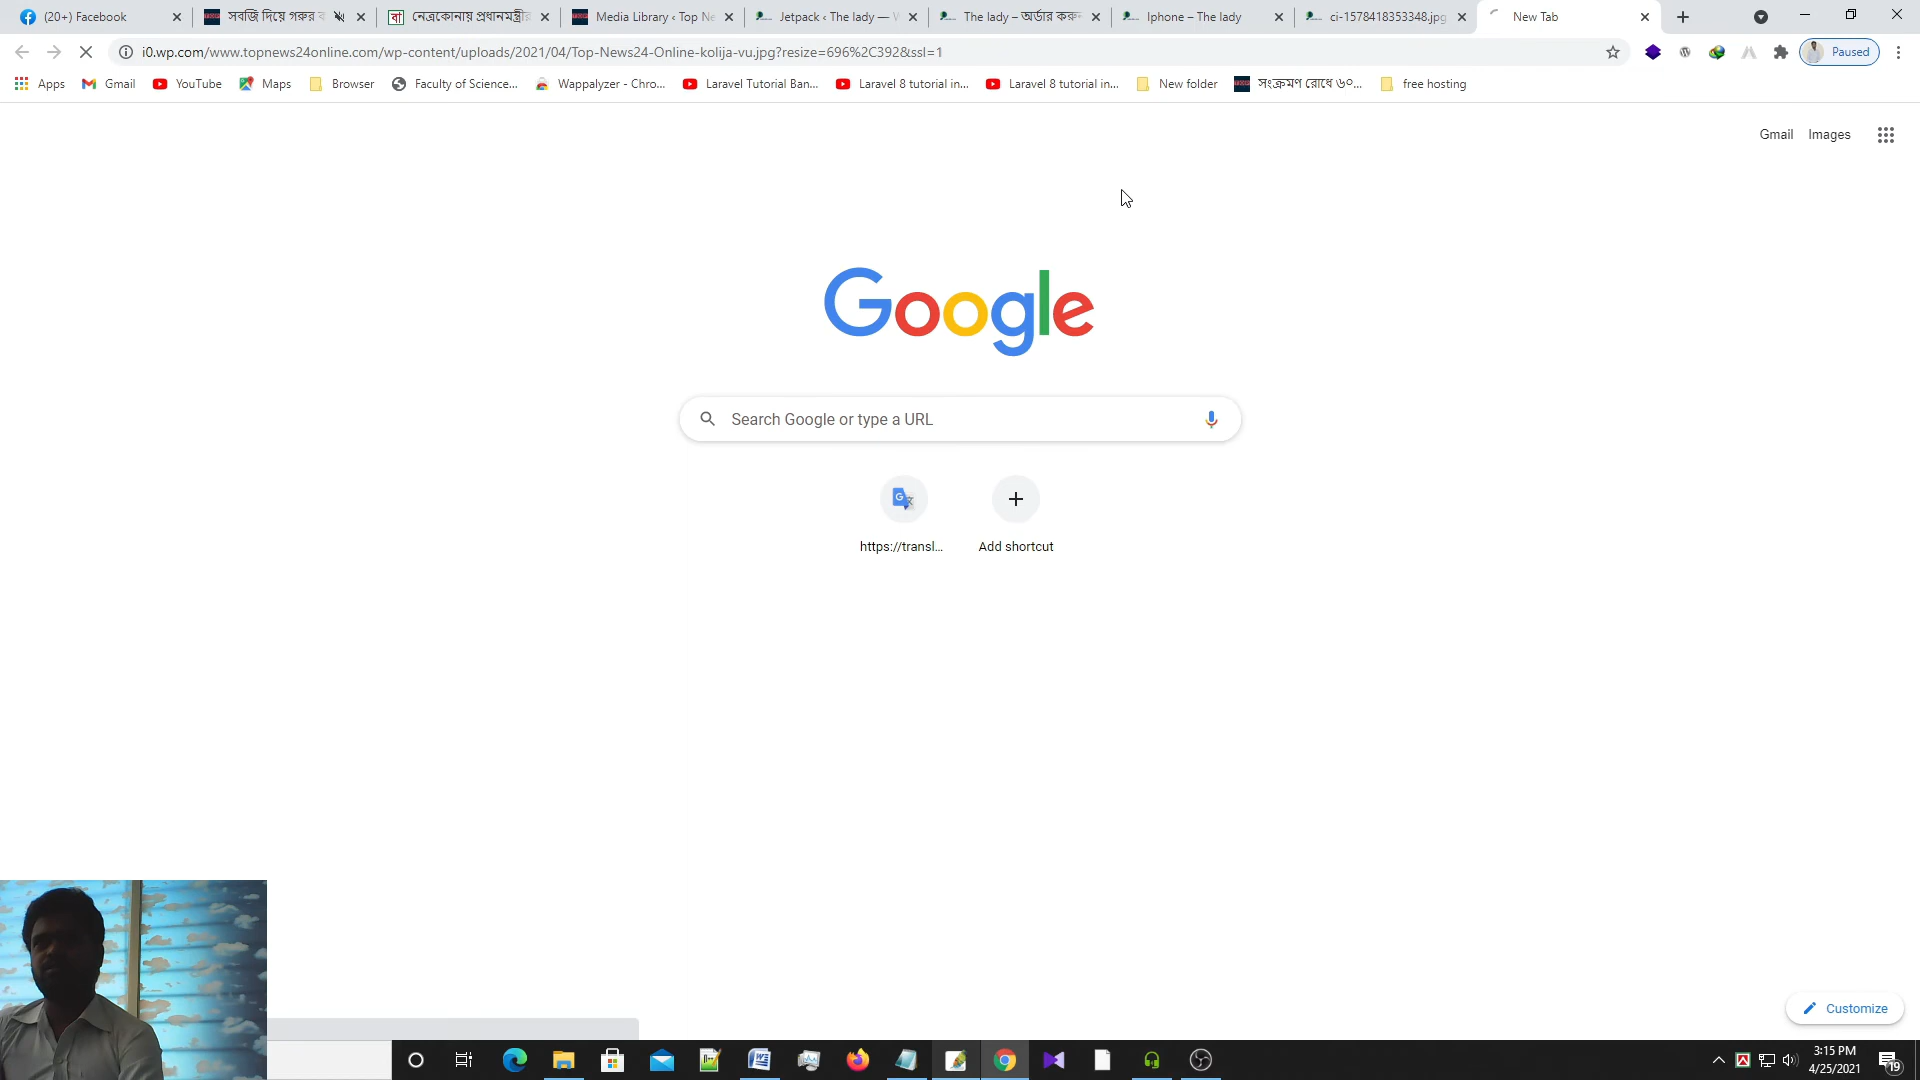 (20+) Facebook
সবজি দিয়ে গরুর ব
নেত্রকোনায় প্রধানমন্ত্রীর
Media Library ‹ Top Ne
Jetpack ‹ The lady — W
The lady – অর্ডার করুন
Iphone – The lady
ci-1578418353348.jpg
New Tab
i0.wp.com/www.topnews24online.com/wp-content/uploads/2021/04/Top-News24-Online-kolija-vu.jpg?resize=696%2C392&ssl=1
Paused
Apps
Gmail
YouTube
Maps
Browser
Faculty of Science...
Wappalyzer - Chro...
Laravel Tutorial Ban...
Laravel 8 tutorial in...
Laravel 8 tutorial in...
New folder
সংক্রমণ রোধে ৬০...
free hosting
Gmail
Images
Google
Search Google or type a URL
https://transl...
Add shortcut
Customize
3:15 PM
4/25/2021
19